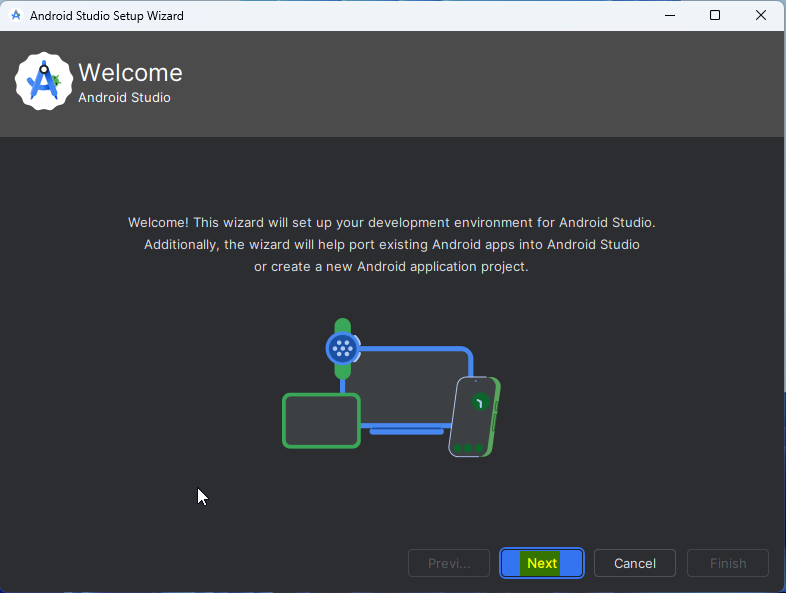 Android Studio Setup Wizard
Welcome
Android Studio
Welcome! This wizard will set up your development environment for Android Studio.
Additionally, the wizard will help port existing Android apps into Android Studio
or create a new Android application project.
Previ... Next Cancel Finish